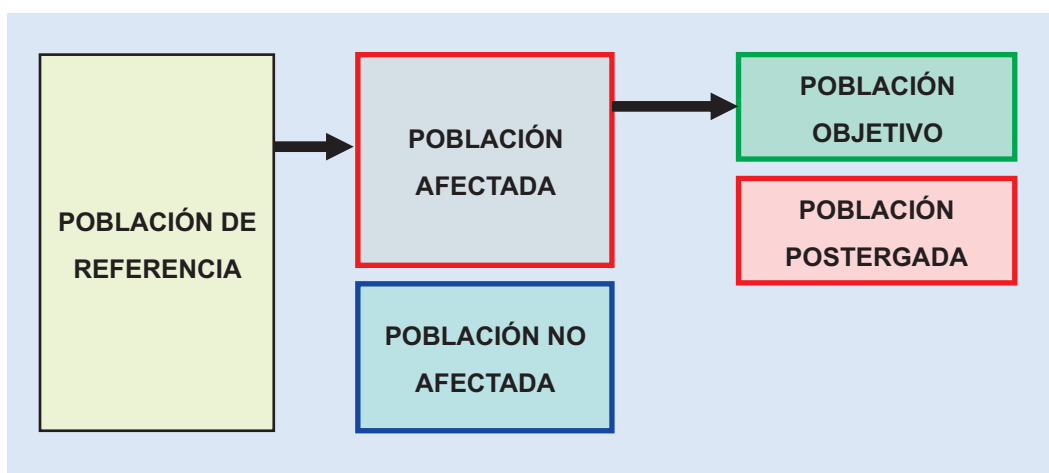 POBLACIÓN DE
REFERENCIA
POBLACIÓN
AFECTADA
POBLACIÓN NO
AFECTADA
POBLACIÓN
OBJETIVO
POBLACIÓN
POSTERGADA